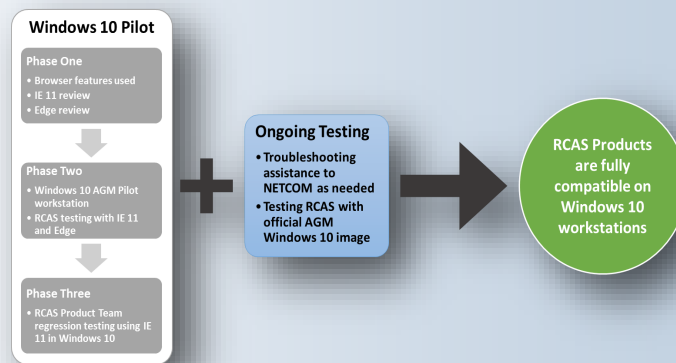 Windows 10 Pilot
Phase One
• Browser features used
• IE 11 review
• Edge review
Phase Two
• Windows 10 AGM Pilot
workstation
• RCAS testing with IE 11
and Edge
Phase Three
• RCAS Product Team
regression testing using IE
11 in Windows 10
Ongoing Testing
• Troubleshooting
assistance to
NETCOM as needed
• Testing RCAS with
official AGM
Windows 10 image
RCAS Products
are fully
compatible on
Windows 10
workstations